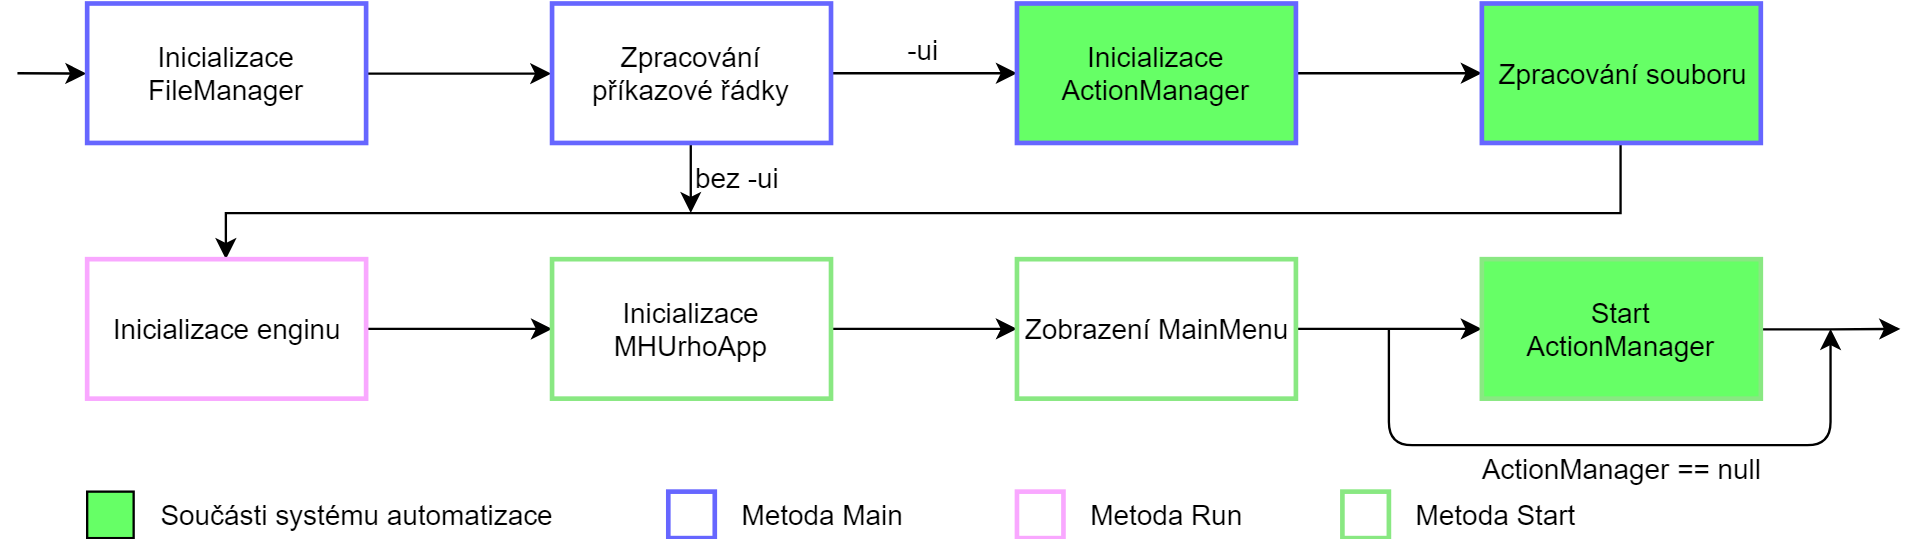 Inicializace
FileManager
Zpracování
příkazové řádky
-ui
Inicializace
ActionManager
Zpracování souboru
bez -ui
Inicializace enginu
Inicializace
MHUrhoApp
Zobrazení MainMenu
Start
ActionManager
ActionManager == null
Součásti systému automatizace
Metoda Main
Metoda Run
Metoda Start